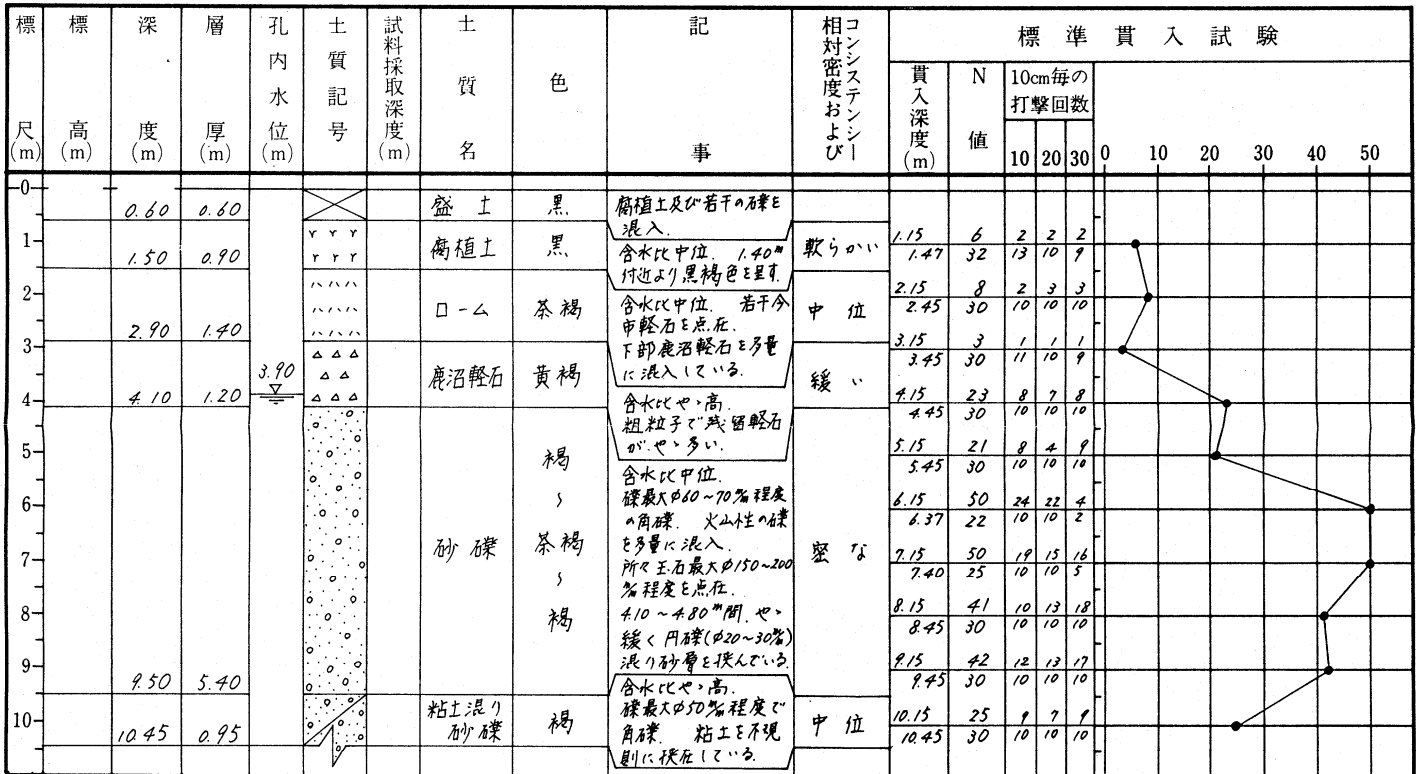 標尺(m)
標高(m)
深度(m)
層厚(m)
孔内水位(m)
土質記号
試料採取深度(m)
土質名
色
記事
相対密度および
コンシステンシー
標準貫入試験
貫入深度(m)
N値
10cm毎の
打撃回数
10 20 30
0 10 20 30 40 50
0
0.60 0.60 盛土 黒
腐植土及び若干の礫を
混入.
1
1.50 0.90 腐植土 黒
含水比中位. 1.40m
付近より黒褐色を呈す.
軟らかい
1.15 6 2 2 2
1.47 32 13 10 9
2
2.90 1.40 ローム 茶褐
含水比中位. 若干今
市軽石を点在.
下部鹿沼軽石を多量
に混入している.
中位
2.15 8 2 3 3
2.45 30 10 10 10
3
3.90
4.10 1.20 鹿沼軽石 黄褐
含水比やゝ高.
粗粒子で残留軽石
がやゝ多い.
緩い
3.15 3 1 1 1
3.45 30 11 10 9
4
4.15 23 8 7 8
4.45 30 10 10 10
5
5.15 21 8 4 9
5.45 30 10 10 10
6
6.15 50 24 22 4
6.37 22 10 10 2
7
7.15 50 19 15 16
7.40 25 10 10 5
8
8.15 41 10 13 18
8.45 30 10 10 10
9
9.15 42 12 13 17
9.45 30 10 10 10
9.50 5.40 砂礫
褐
〜
茶褐
〜
褐
含水比中位.
礫最大φ60~70㎜程度
の角礫. 火山性の礫
を多量に混入.
所々玉石最大φ150~200
㎜程度を点在.
4.10~4.80m間. やゝ
緩く円礫(φ20~30㎜)
混り砂層を挟んでいる.
密な
10
10.45 0.95
粘土混り
砂礫
褐
含水比やゝ高.
礫最大φ50㎜程度で
角礫. 粘土を不規
則に挟在している.
中位
10.15 25 9 7 9
10.45 30 10 10 10